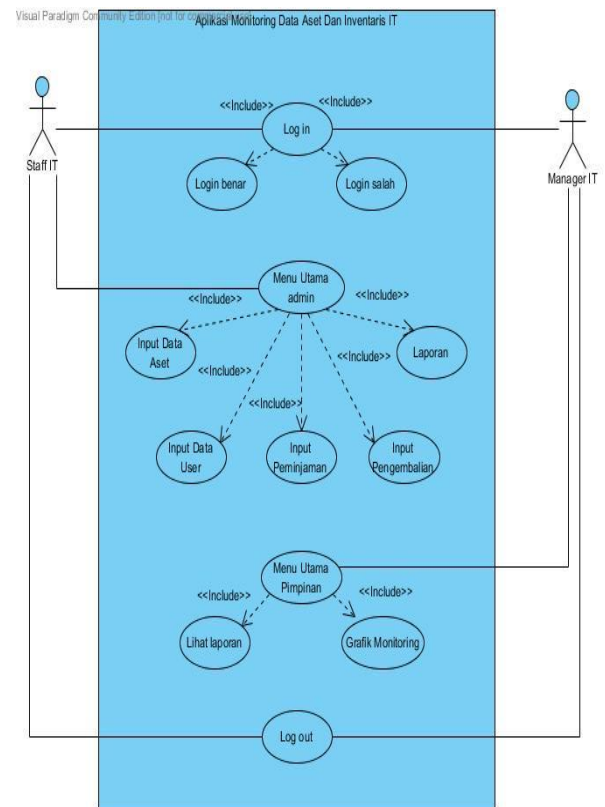 Visual Paradigm Community Edition [not for commercial use]
Aplikasi Monitoring Data Aset Dan Inventaris IT
<<Include>>
<<Include>>
Log in
Staff IT
Manager IT
Login benar
Login salah
Menu Utama
admin
<<Include>>
<<Include>>
Input Data
Aset
<<Include>>
<<Include>>
Laporan
<<Include>>
Input Data
User
Input
Peminjaman
Input
Pengembalian
Menu Utama
Pimpinan
<<Include>>
<<Include>>
Lihat laporan
Grafik Monitoring
Log out